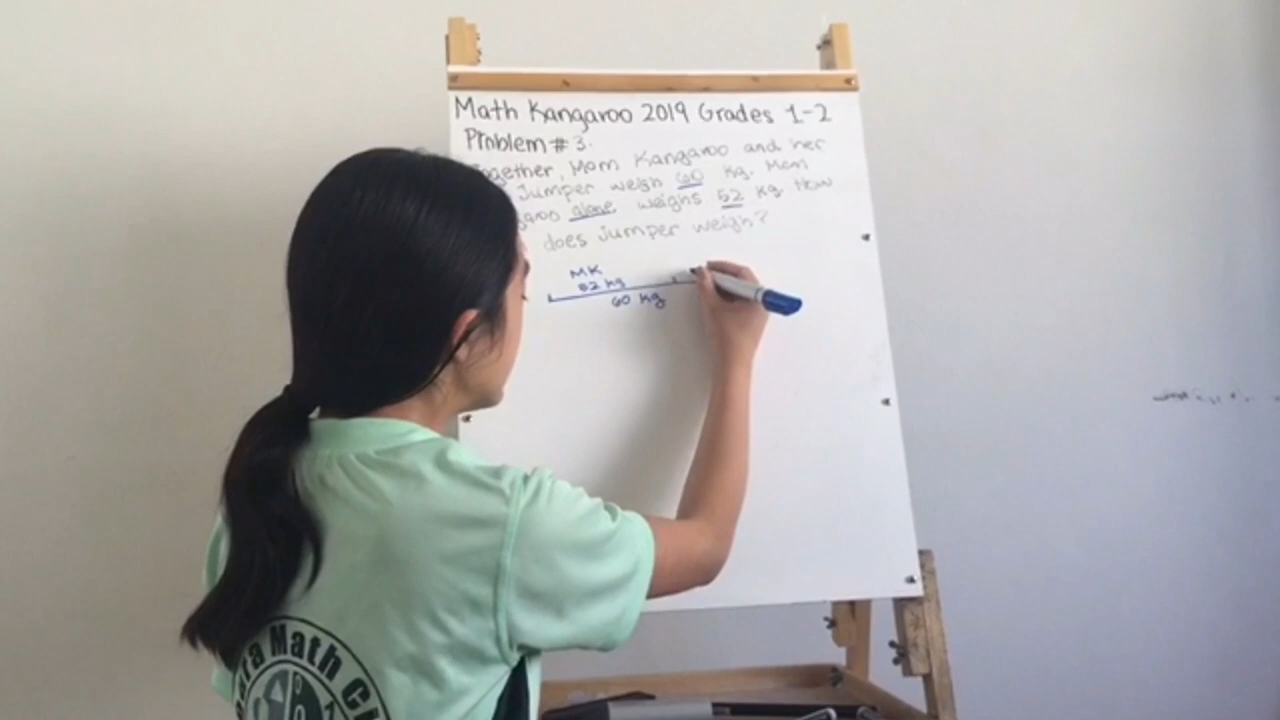 Math Kangaroo 2019 Grades 1-2
Problem # 3.
Together, Mom Kangaroo and her
Jumper weigh 60 kg. Mom
alone weighs 52 kg. How
does Jumper weigh?
MK
52 kg
60 kg
Math